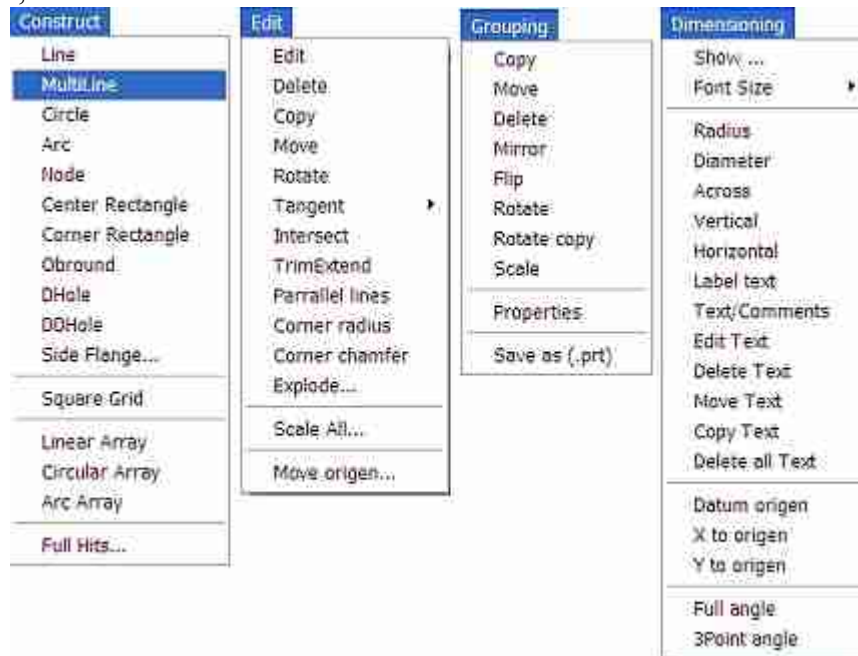 Construct
Line
MultiLine
Circle
Arc
Node
Center Rectangle
Corner Rectangle
Obround
DHole
DDHole
Side Flange...
Square Grid
Linear Array
Circular Array
Arc Array
Full Hits...
Edit
Edit
Delete
Copy
Move
Rotate
Tangent
Intersect
TrimExtend
Parrallel lines
Corner radius
Corner chamfer
Explode...
Scale All...
Move origen...
Grouping
Copy
Move
Delete
Mirror
Flip
Rotate
Rotate copy
Scale
Properties
Save as (.prt)
Dimensioning
Show ...
Font Size
Radius
Diameter
Across
Vertical
Horizontal
Label text
Text/Comments
Edit Text
Delete Text
Move Text
Copy Text
Delete all Text
Datum origen
X to origen
Y to origen
Full angle
3Point angle